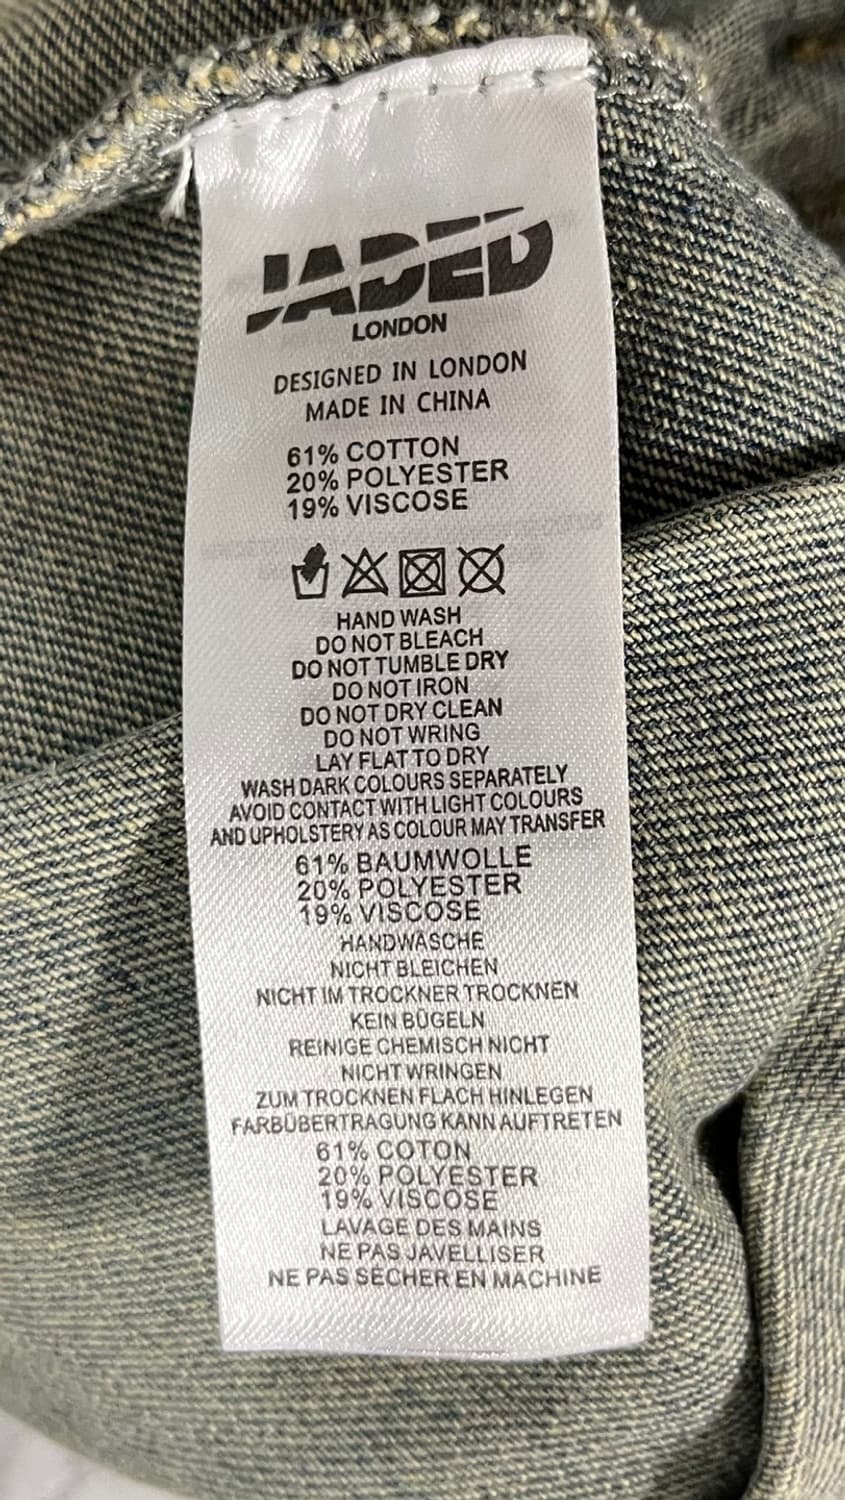 JADED
LONDON
DESIGNED IN LONDON
MADE IN CHINA
61% COTTON
20% POLYESTER
19% VISCOSE
HAND WASH
DO NOT BLEACH
DO NOT TUMBLE DRY
DO NOT IRON
DO NOT DRY CLEAN
DO NOT WRING
LAY FLAT TO DRY
WASH DARK COLOURS SEPARATELY
AVOID CONTACT WITH LIGHT COLOURS
AND UPHOLSTERY AS COLOUR MAY TRANSFER
61% BAUMWOLLE
20% POLYESTER
19% VISCOSE
HANDWÄSCHE
NICHT BLEICHEN
NICHT IM TROCKNER TROCKNEN
KEIN BÜGELN
REINIGE CHEMISCH NICHT
NICHT WRINGEN
ZUM TROCKNEN FLACH HINLEGEN
FARBÜBERTRAGUNG KANN AUFTRETEN
61% COTON
20% POLYESTER
19% VISCOSE
LAVAGE DES MAINS
NE PAS JAVELLISER
NE PAS SÉCHER EN MACHINE